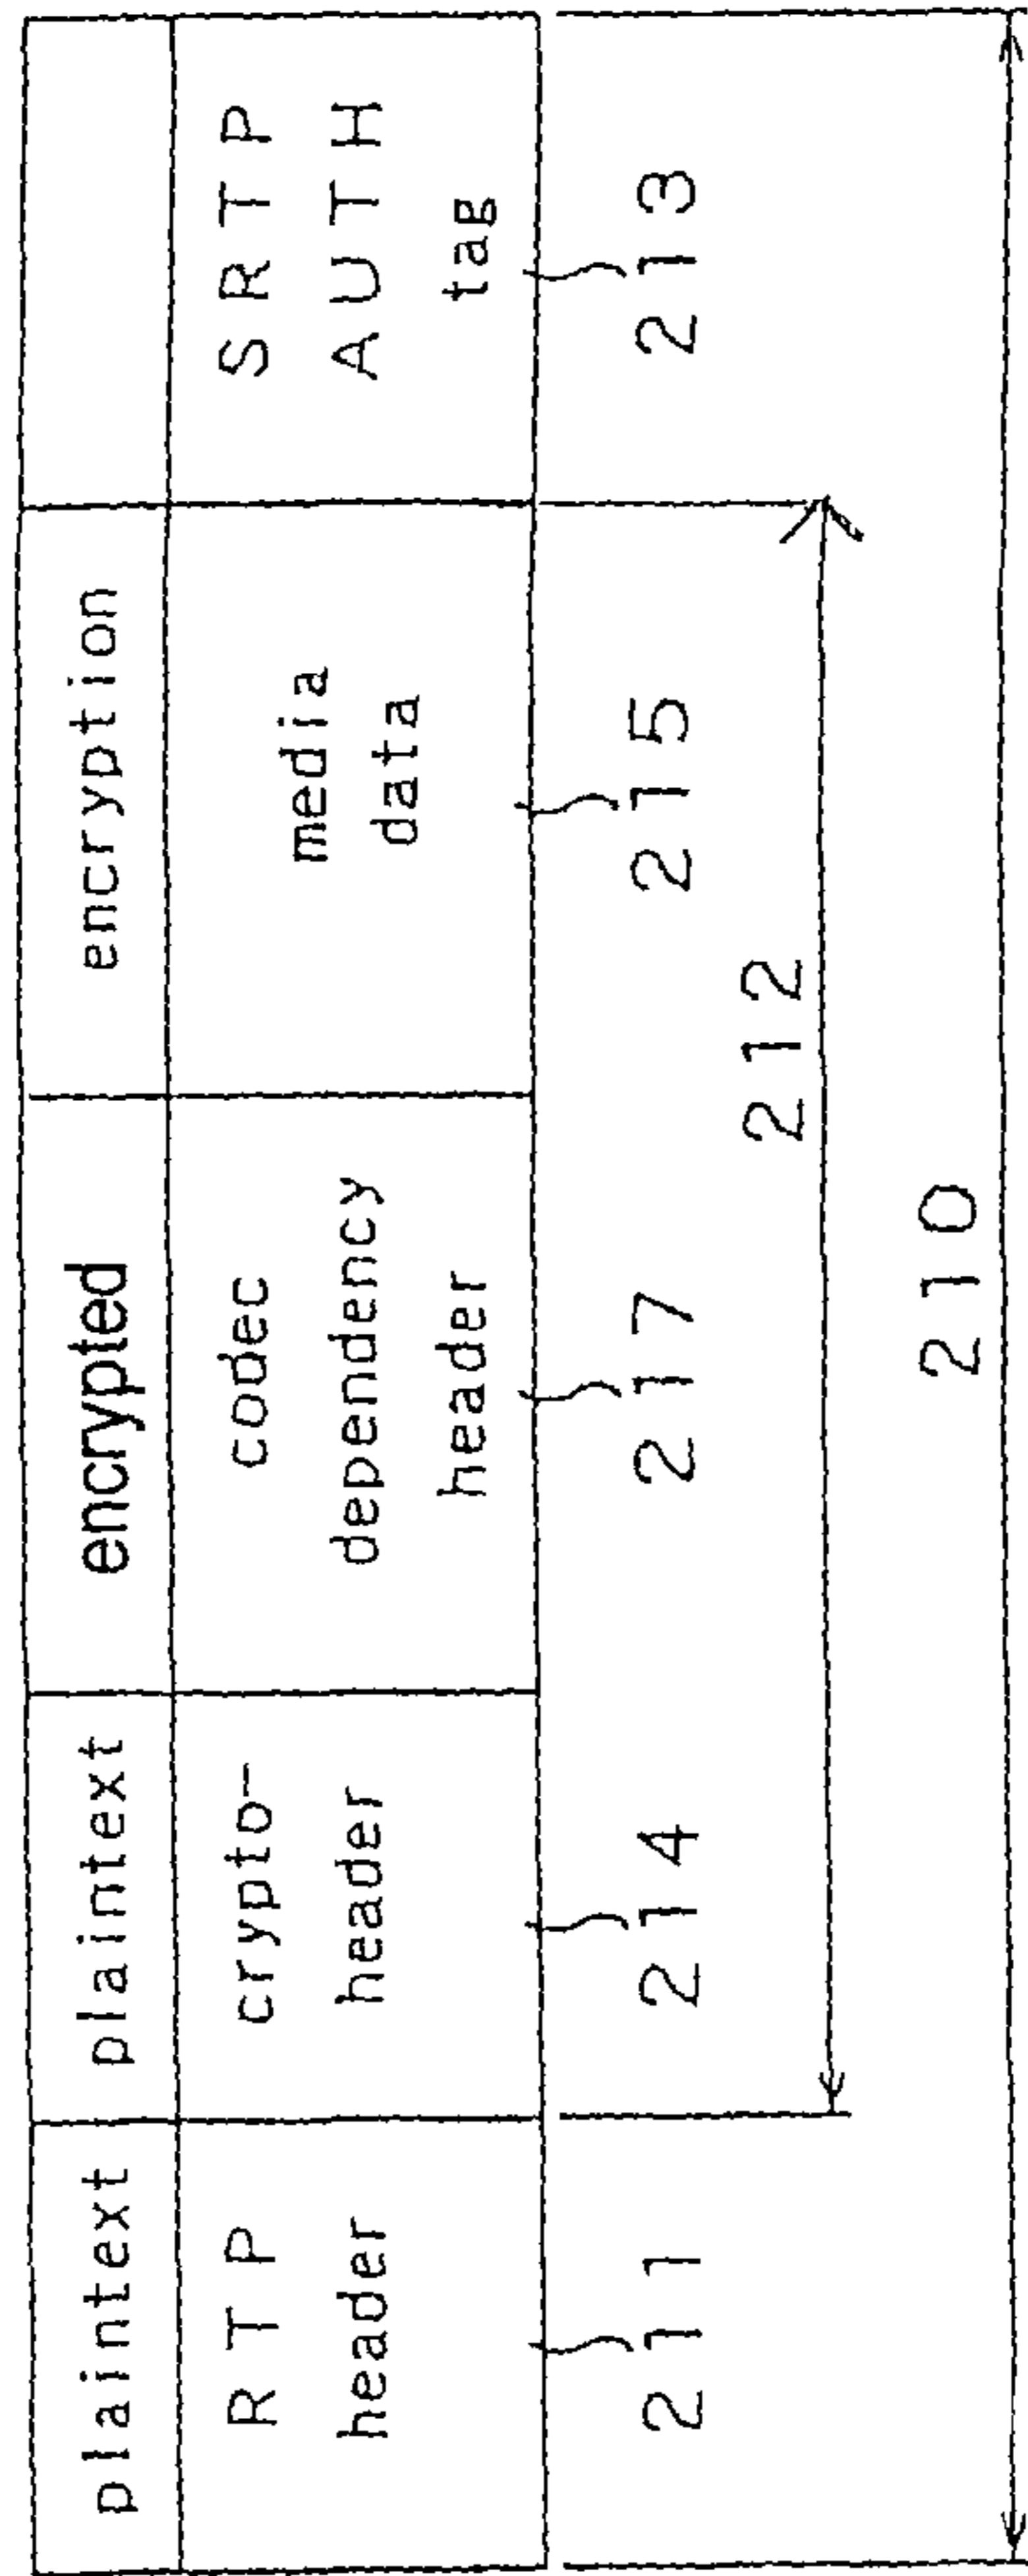 plaintext
plaintext
encrypted
encryption
RTP
header
crypto-
header
codec
dependency
header
media
data
SRTP
AUTH
tag
211
214
217
215
213
212
210